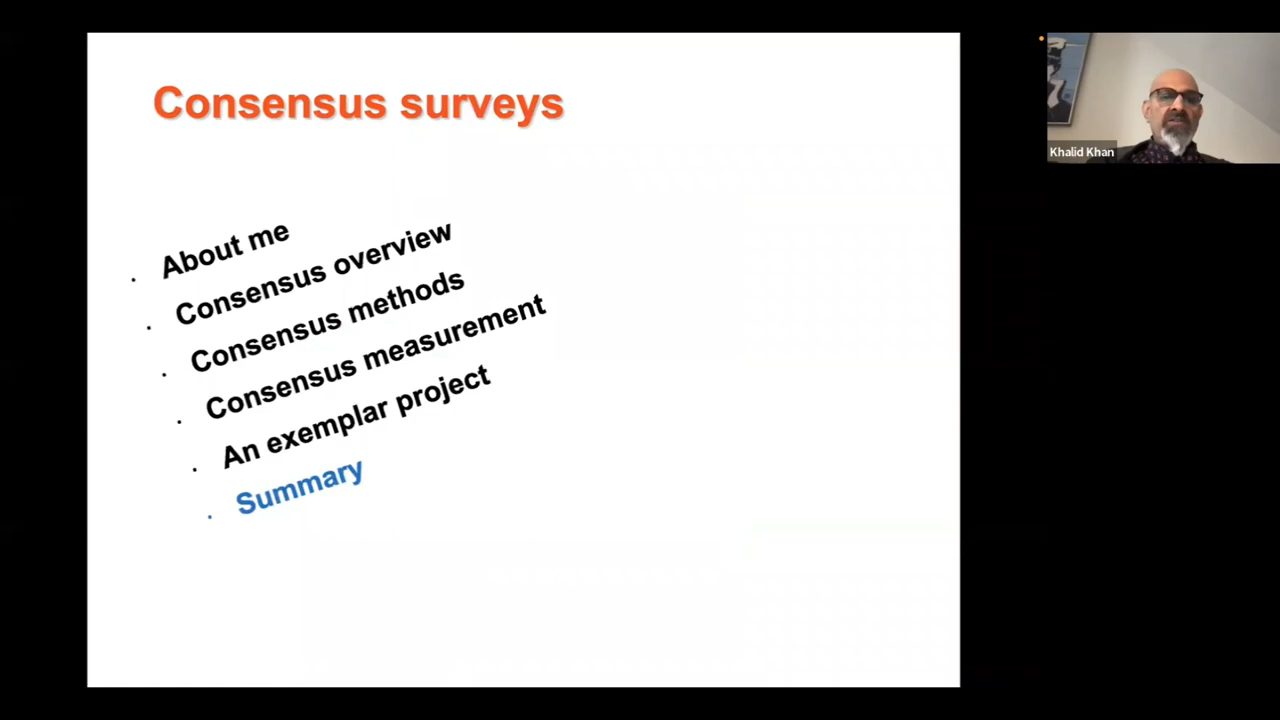 Consensus surveys
Khalid Khan
· About me
· Consensus overview
· Consensus methods
· Consensus measurement
· An exemplar project
· Summary